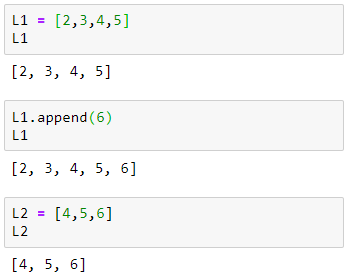 L1 = [2,3,4,5]
L1
[2, 3, 4, 5]
L1.append(6)
L1
[2, 3, 4, 5, 6]
L2 = [4,5,6]
L2
[4, 5, 6]